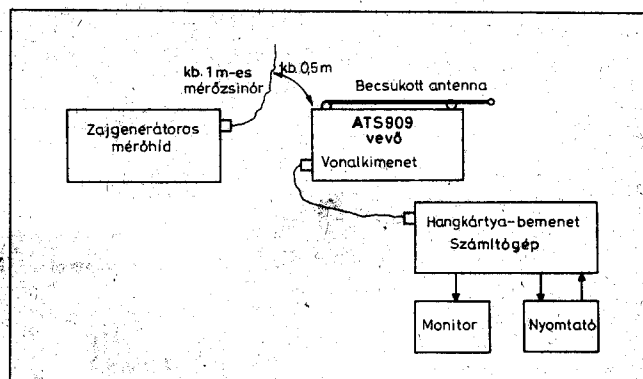 kb. 1 m-es
mérőzsinór
kb. 0,5 m
Becsukott antenna
Zajgenerátoros
mérőhíd
ATS909
vevő
Vonalkimenet
Hangkártya-bemenet
Számítógép
Monitor
Nyomtató